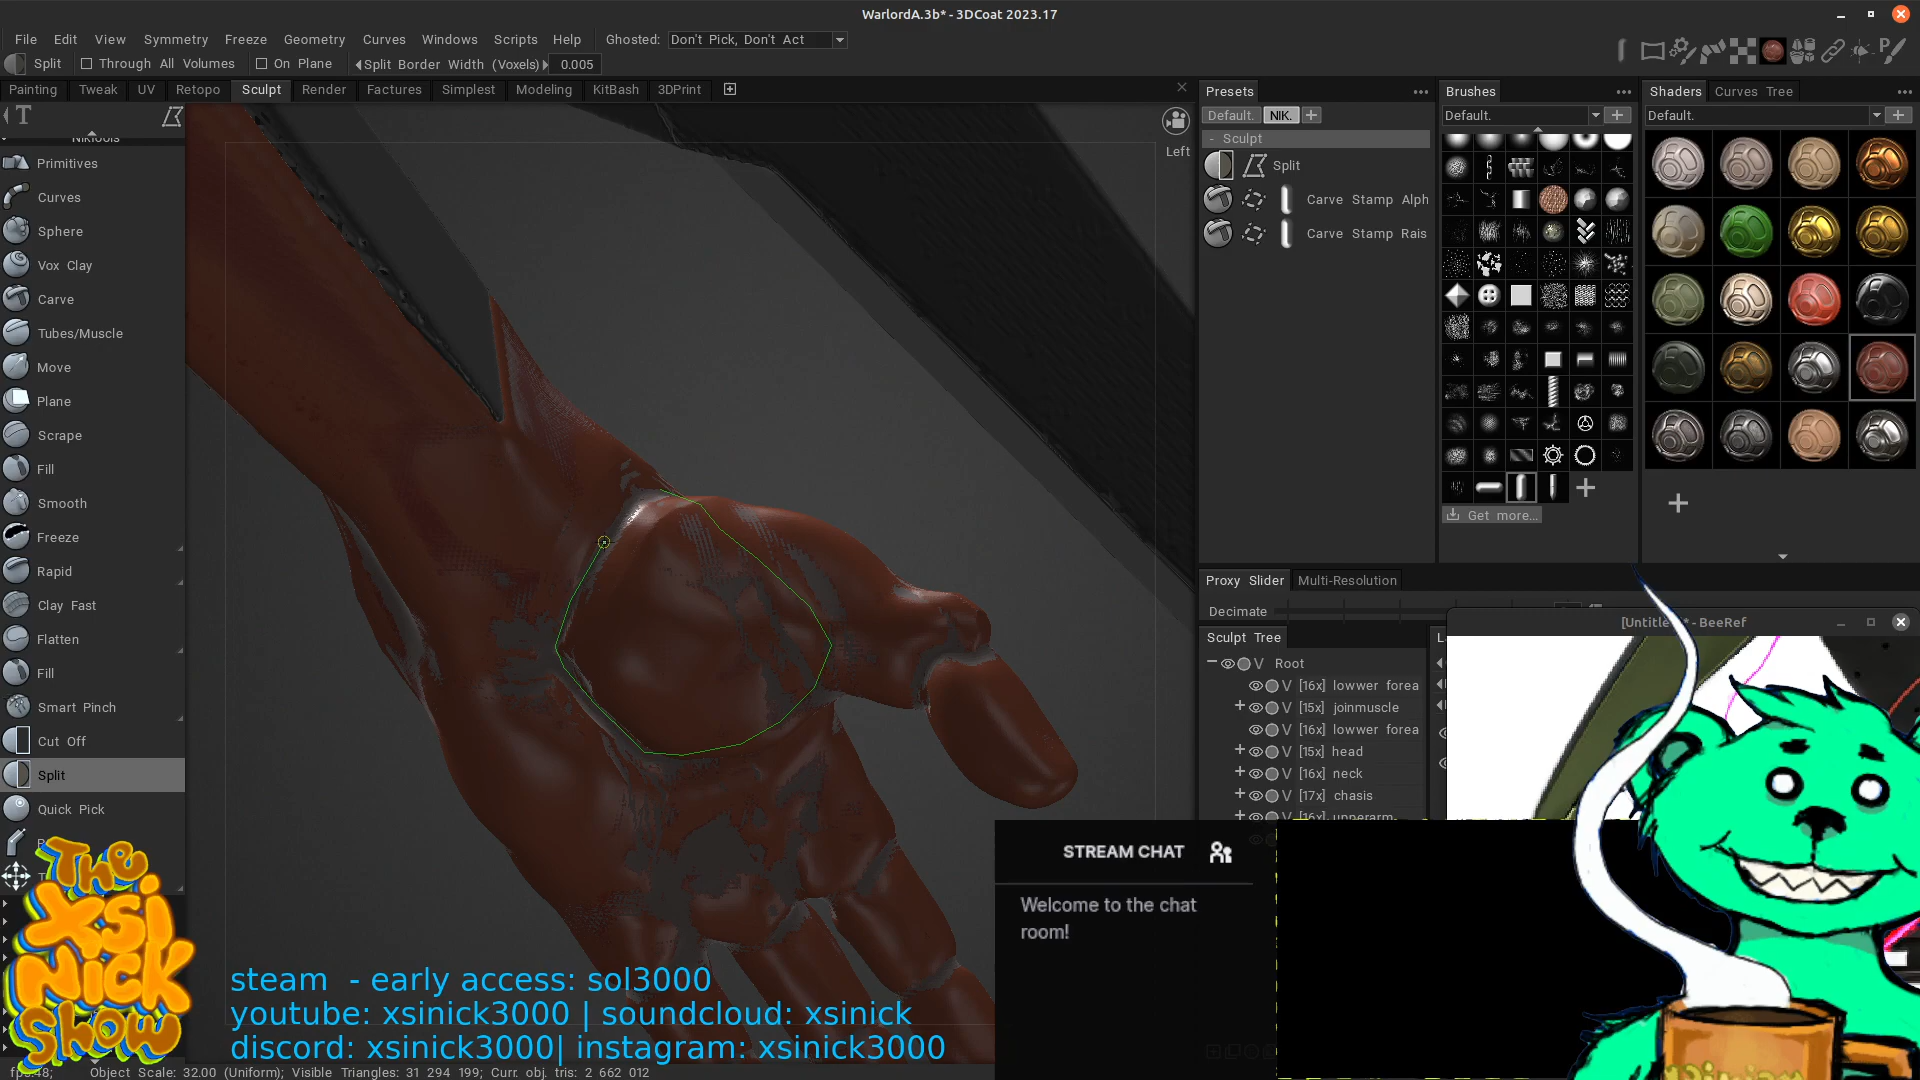 WarlordA.3b* - 3DCoat 2023.17
File Edit View Symmetry Freeze Geometry Curves Windows Scripts Help Ghosted: Don't Pick, Don't Act
Split Through All Volumes On Plane Split Border Width (Voxels) 0.005
Painting Tweak UV Retopo Sculpt Render Factures Simplest Modeling KitBash 3DPrint
Presets
Brushes
Shaders Curves Tree
Default. NIK.
Default.
Default.
T
- Sculpt
Split
Carve Stamp Alph
Carve Stamp Rais
Left
NikTools
Primitives
Curves
Sphere
Vox Clay
Carve
Tubes/Muscle
Move
Plane
Scrape
Fill
Smooth
Freeze
Rapid
Clay Fast
Flatten
Fill
Smart Pinch
Cut Off
Split
Quick Pick
Get more...
Proxy Slider Multi-Resolution
Decimate
Sculpt Tree
V Root
V [16x] lowwer forea
V [15x] joinmuscle
V [16x] lowwer forea
V [15x] head
V [16x] neck
V [17x] chasis
V [16x] upperarm
- BeeRef
STREAM CHAT
Welcome to the chat
room!
The
XSI
Nick
Show
steam - early access: sol3000
youtube: xsinick3000 | soundcloud: xsinick
discord: xsinick3000| instagram: xsinick3000
fps:48; Object Scale: 32.00 (Uniform); Visible Triangles: 31 294 199; Curr. obj. tris: 2 662 012